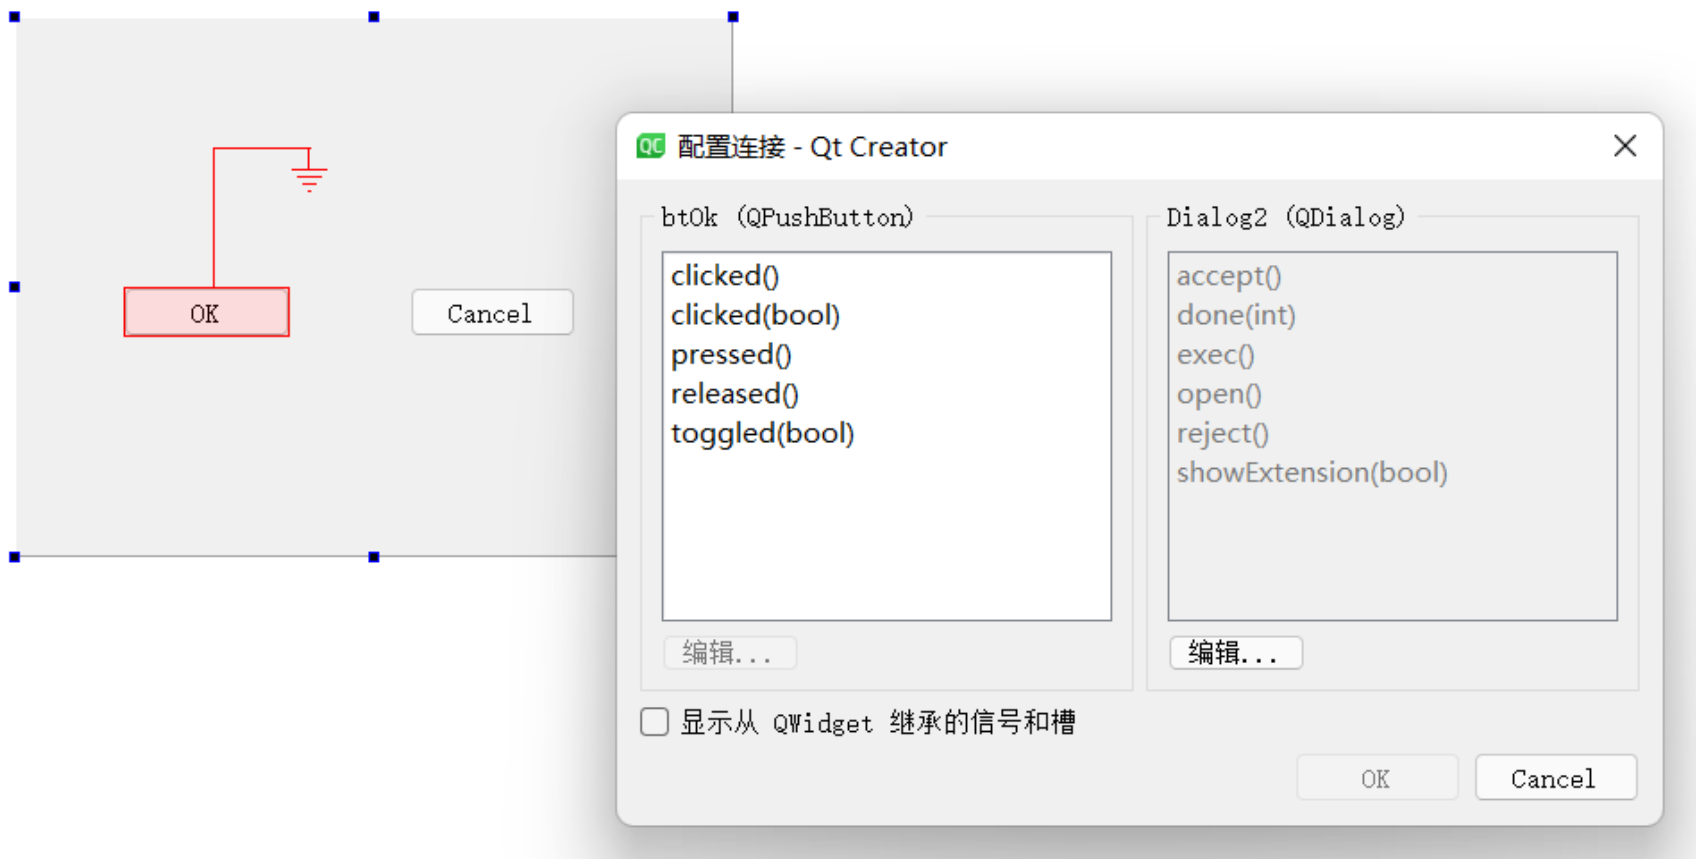 OK
Cancel
QC 配置连接 - Qt Creator
btOk (QPushButton)
clicked()
clicked(bool)
pressed()
released()
toggled(bool)
编辑...
Dialog2 (QDialog)
accept()
done(int)
exec()
open()
reject()
showExtension(bool)
编辑...
显示从 QWidget 继承的信号和槽
OK
Cancel